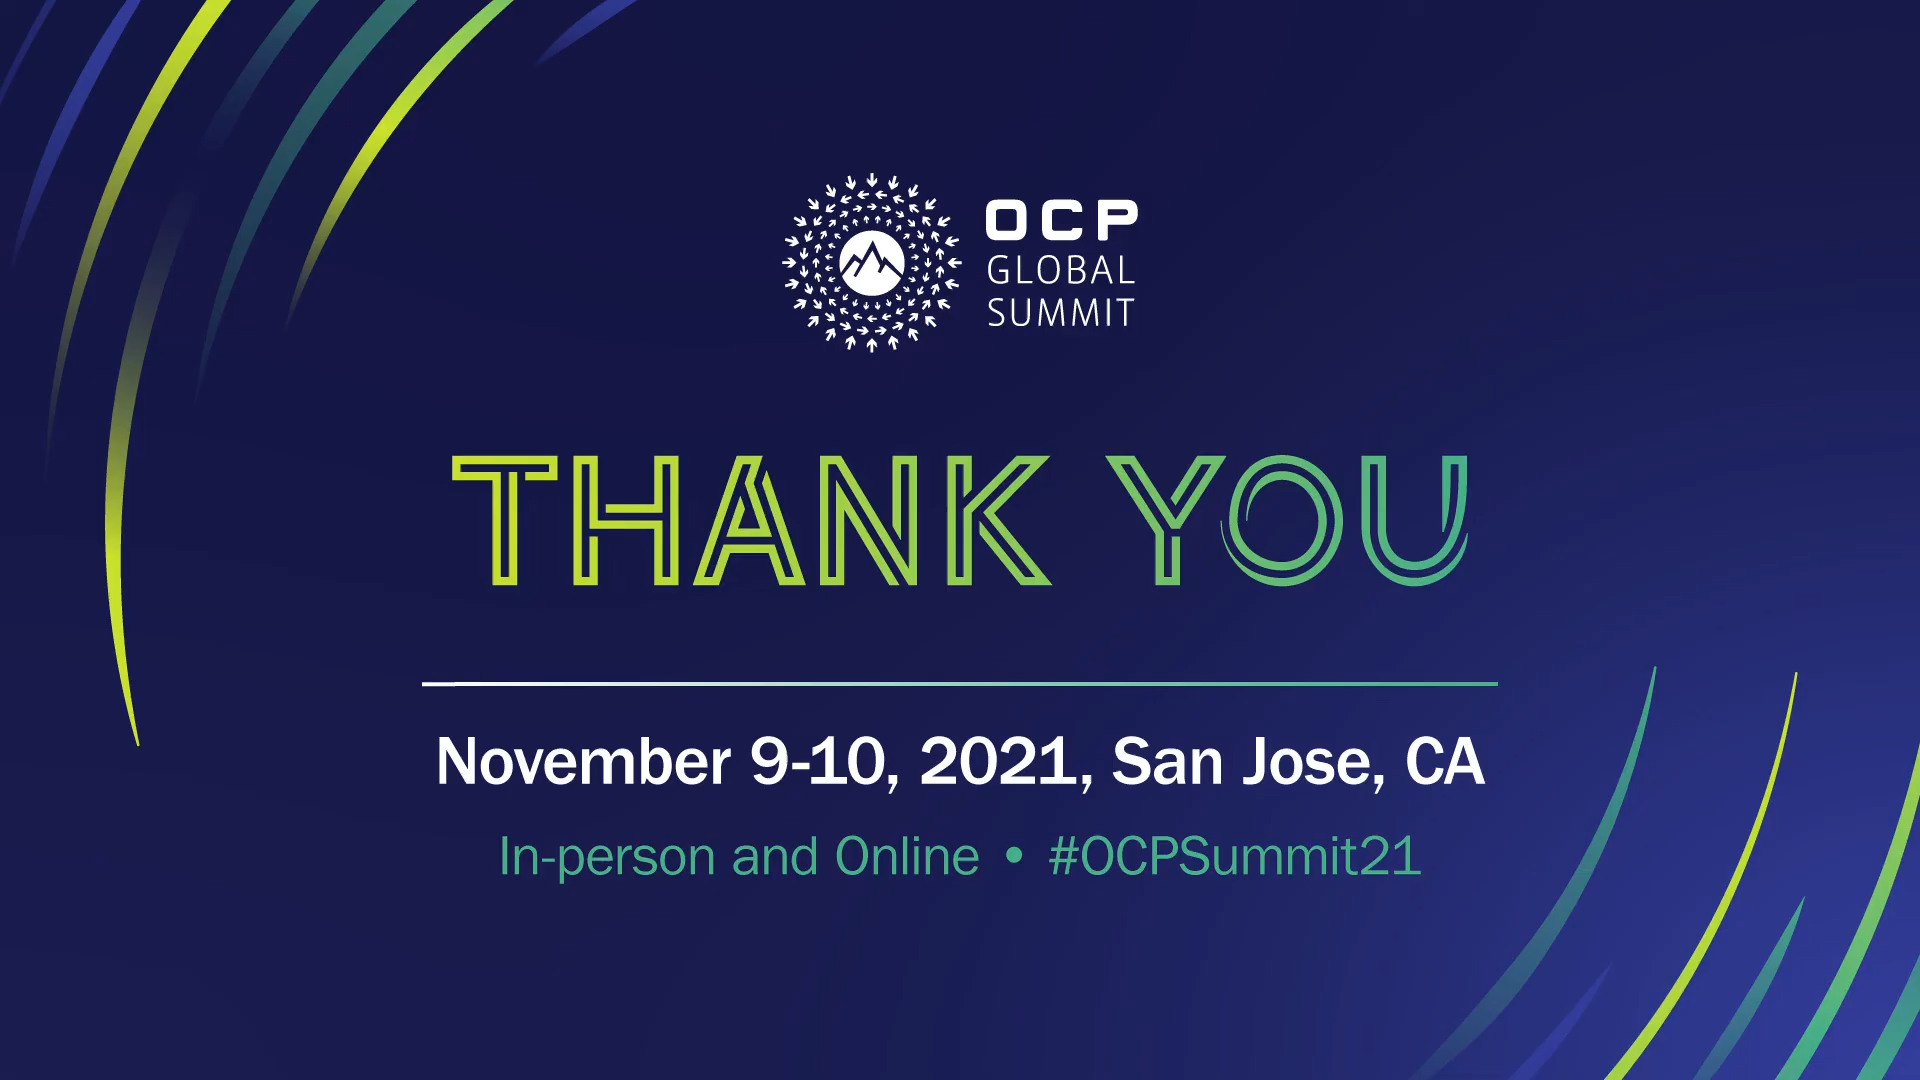 OCP
GLOBAL
SUMMIT
THANK YOU
November 9-10, 2021, San Jose, CA
In-person and Online • #OCPSummit21